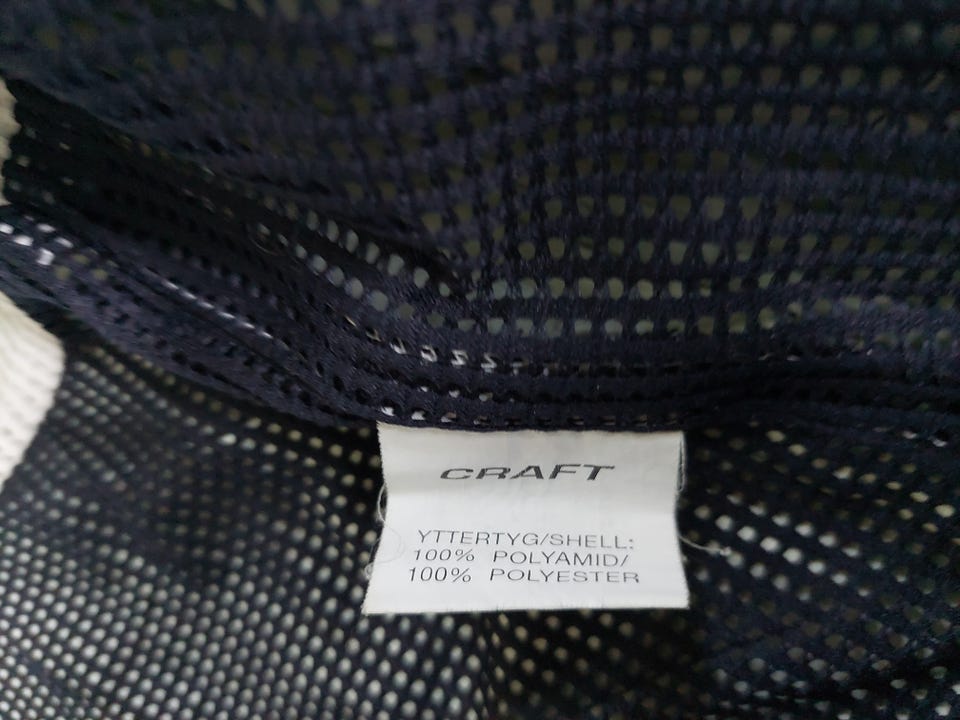 CRAFT
YTTERTYG/SHELL:
100% POLYAMID/
100% POLYESTER